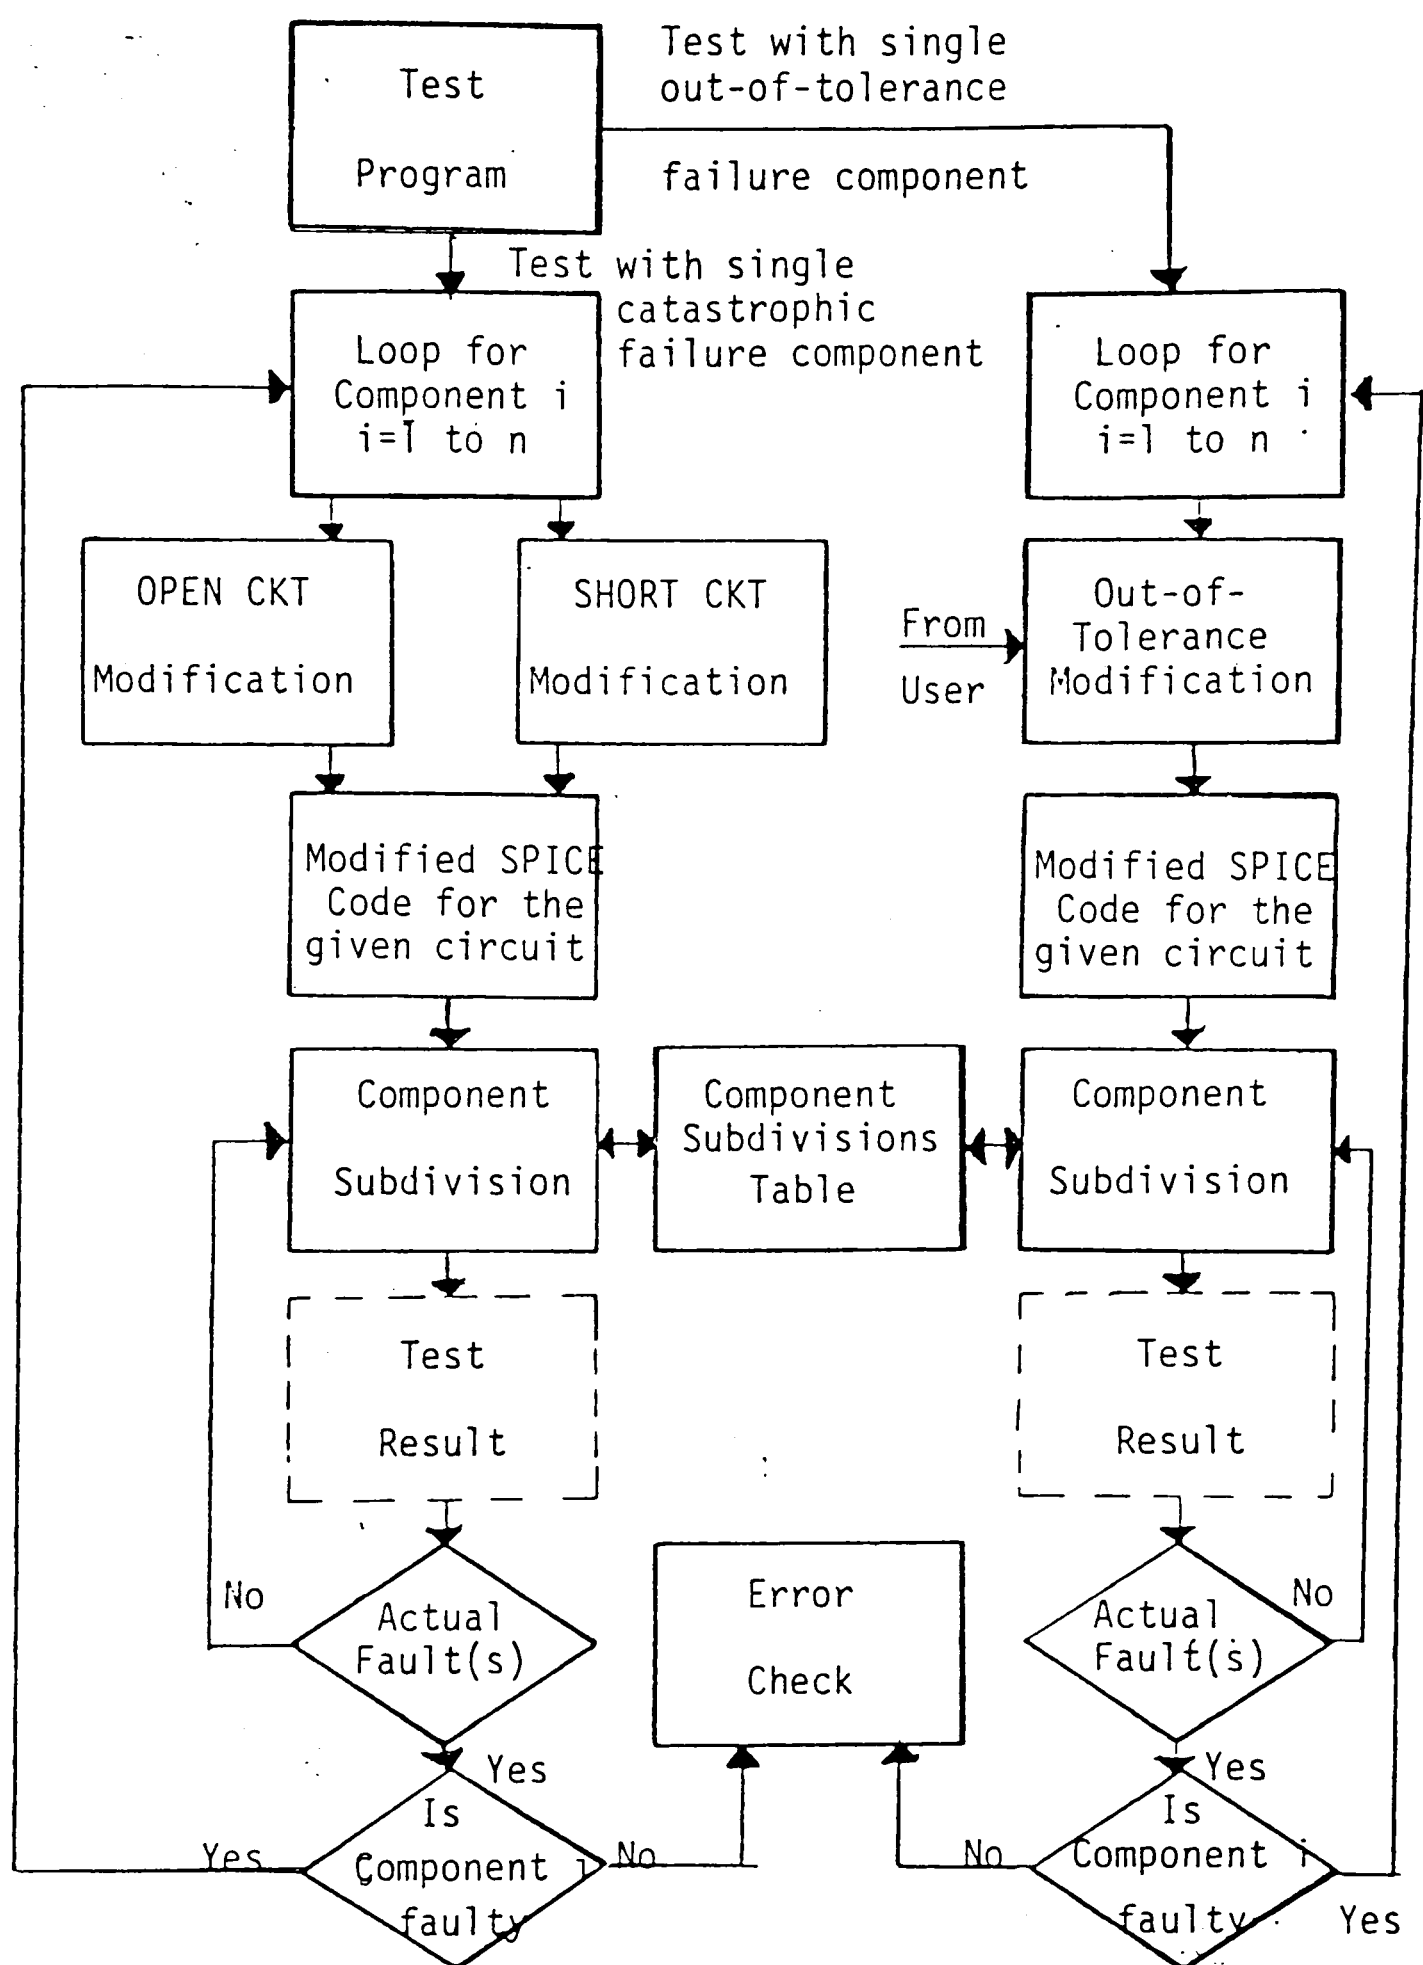 Test
Program
Test with single
out-of-tolerance
failure component
Test with single
catastrophic
failure component
Loop for
Component i
i=1 to n
Loop for
Component i
i=1 to n
OPEN CKT
Modification
SHORT CKT
Modification
From
User
Out-of-
Tolerance
Modification
Modified SPICE
Code for the
given circuit
Modified SPICE
Code for the
given circuit
Component
Subdivision
Component
Subdivisions
Table
Component
Subdivision
Test
Result
Test
Result
No
Actual
Fault(s)
Error
Check
Actual
Fault(s)
No
Yes
Yes
Is
Component i
faulty
No
Yes
No
Is
Component i
faulty
Yes